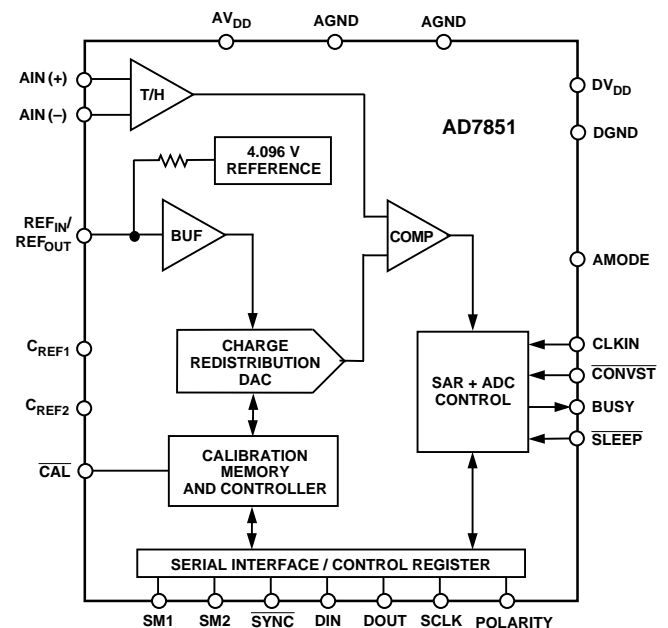 AVDD AGND AGND
AIN (+)
T/H
DVDD
AIN (–)
AD7851
4.096 V
REFERENCE
DGND
REFIN/
REFOUT
BUF
COMP
AMODE
CREF1
CHARGE
REDISTRIBUTION
DAC
CLKIN
CONVST
SAR + ADC
CONTROL
BUSY
CREF2
SLEEP
CAL
CALIBRATION
MEMORY
AND CONTROLLER
SERIAL INTERFACE / CONTROL REGISTER
SM1 SM2 SYNC DIN DOUT SCLK POLARITY